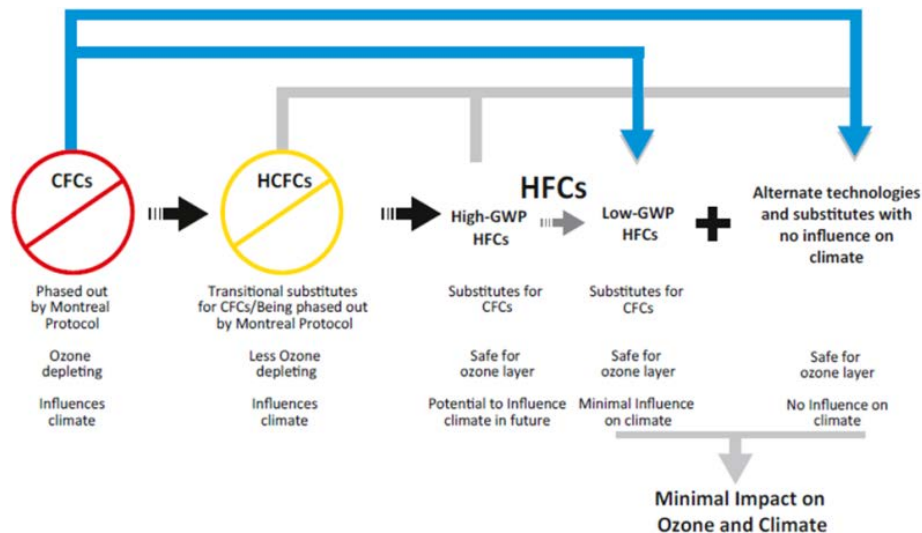 CFCs
HCFCs
HFCs
High-GWP
HFCs
Low-GWP
HFCs
Alternate technologies
and substitutes with
no influence on
climate
Phased out
by Montreal
Protocol
Ozone
depleting
Influences
climate
Transitional substitutes
for CFCs/Being phased out
by Montreal Protocol
Less Ozone
depleting
Influences
climate
Substitutes for
CFCs
Safe for
ozone layer
Potential to Influence
climate in future
Substitutes for
CFCs
Safe for
ozone layer
Minimal Influence
on climate
Safe for
ozone layer
No Influence on
climate
Minimal Impact on
Ozone and Climate